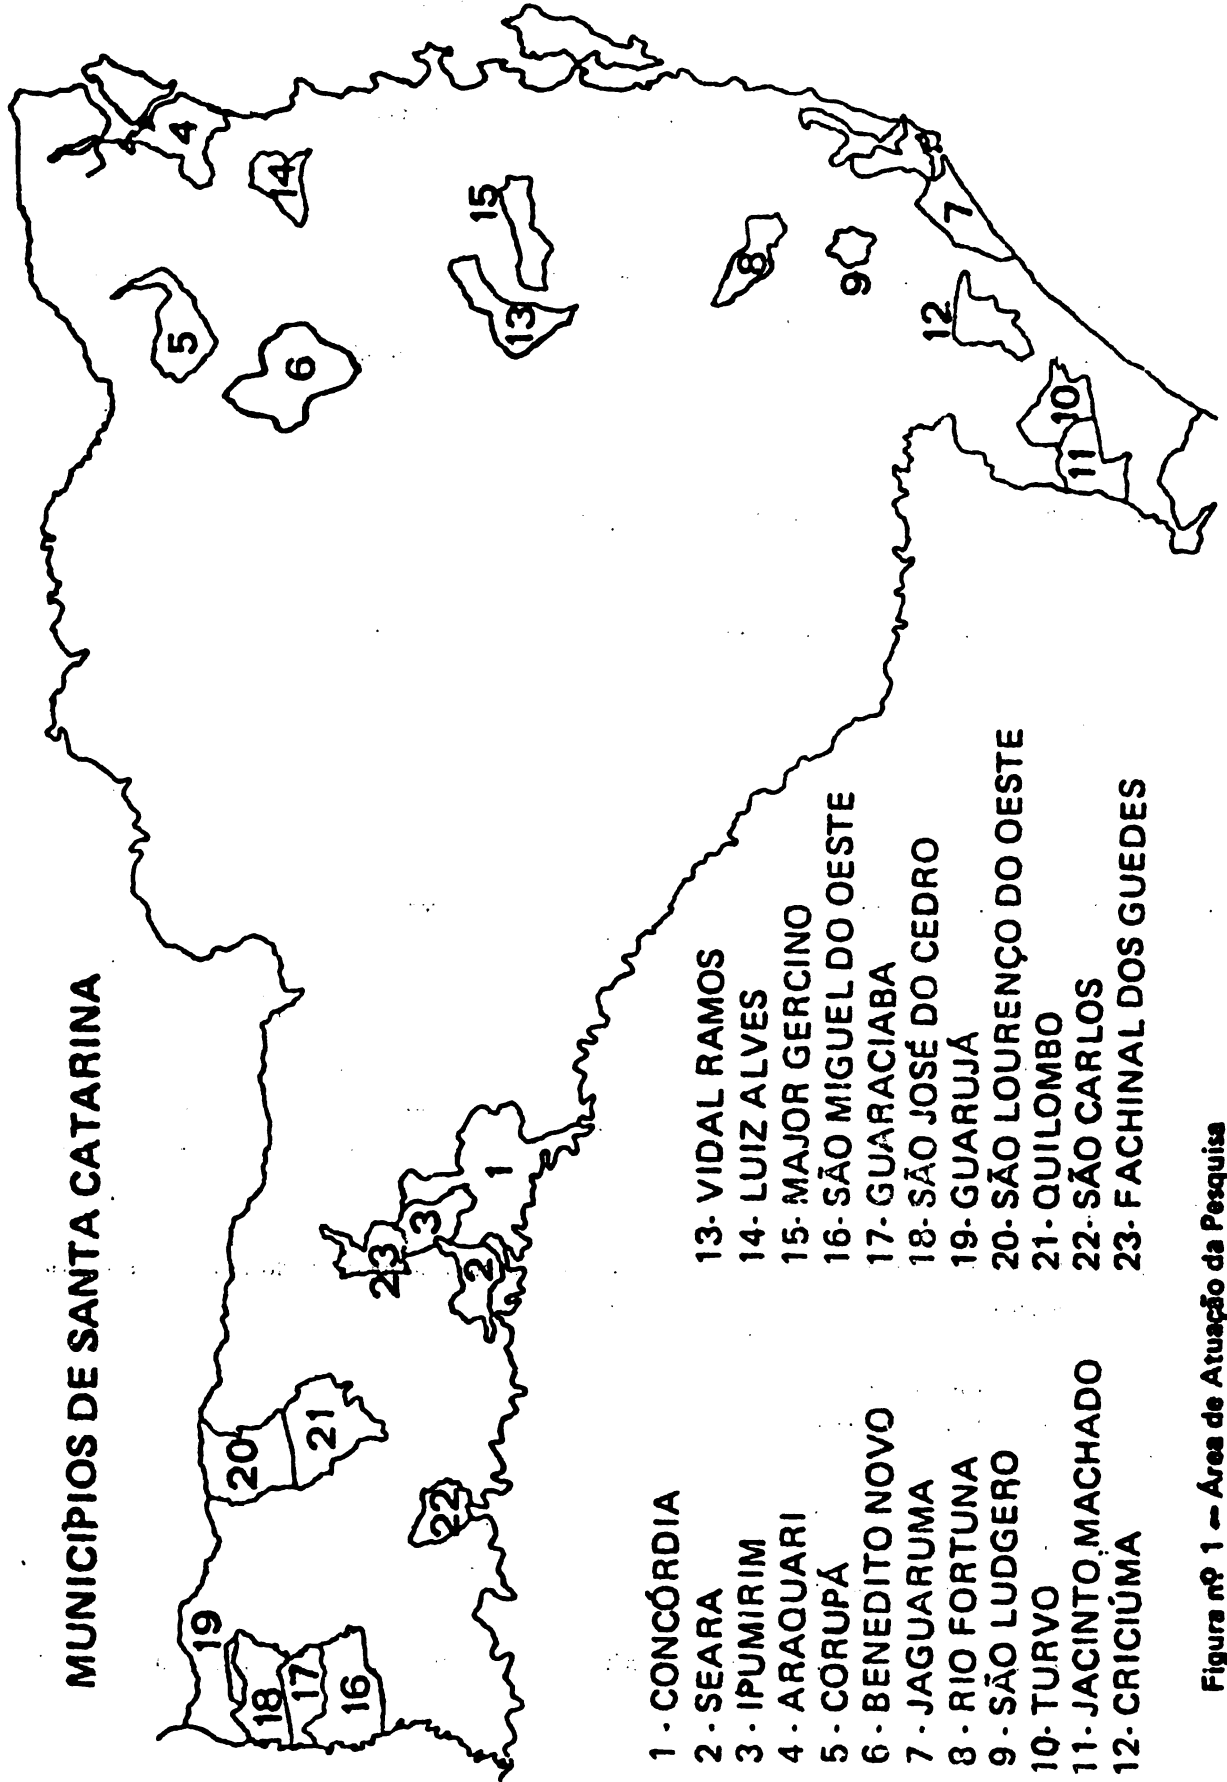 MUNICÍPIOS DE SANTA CATARINA
19
18
17
16
20
21
22
23
3
2
1
5
6
4
14
13
15
8
9
7
12
10
11
1 - CONCÓRDIA
2 - SEARA
3 - IPUMIRIM
4 - ARAQUARI
5 - CORUPÁ
6 - BENEDITO NOVO
7 - JAGUARUMA
8 - RIO FORTUNA
9 - SÃO LUDGERO
10- TURVO
11- JACINTO MACHADO
12- CRICIÚMA
13- VIDAL RAMOS
14- LUIZ ALVES
15- MAJOR GERCINO
16- SÃO MIGUEL DO OESTE
17- GUARACIABA
18- SÃO JOSÉ DO CEDRO
19- GUARUJÁ
20- SÃO LOURENÇO DO OESTE
21- QUILOMBO
22- SÃO CARLOS
23- FACHINAL DOS GUEDES
Figura nº 1 — Área de Atuação da Pesquisa